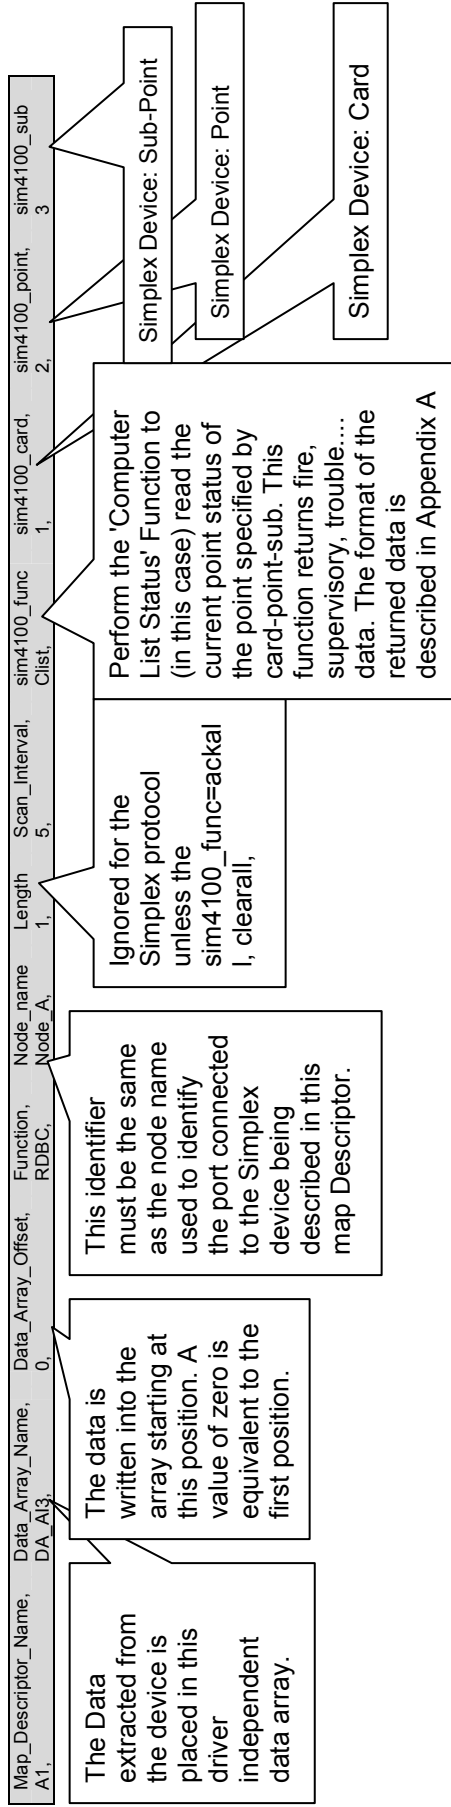 Map_Descriptor_Name, Data_Array_Name, Data_Array_Offset, Function, Node_name Length Scan_Interval, sim4100_func sim4100_card, sim4100_point, sim4100_sub
A1, DA_AI3, 0, RDBC, Node_A, 1, 5, Clist, 1, 2, 3
The Data
extracted from
the device is
placed in this
driver
independent
data array.
The data is
written into the
array starting at
this position. A
value of zero is
equivalent to the
first position.
This identifier
must be the same
as the node name
used to identify
the port connected
to the Simplex
device being
described in this
map Descriptor.
Ignored for the
Simplex protocol
unless the
sim4100_func=ackal
l, clearall,
Perform the 'Computer
List Status' Function to
(in this case) read the
current point status of
the point specified by
card-point-sub. This
function returns fire,
supervisory, trouble....
data. The format of the
returned data is
described in Appendix A
Simplex Device: Sub-Point
Simplex Device: Point
Simplex Device: Card